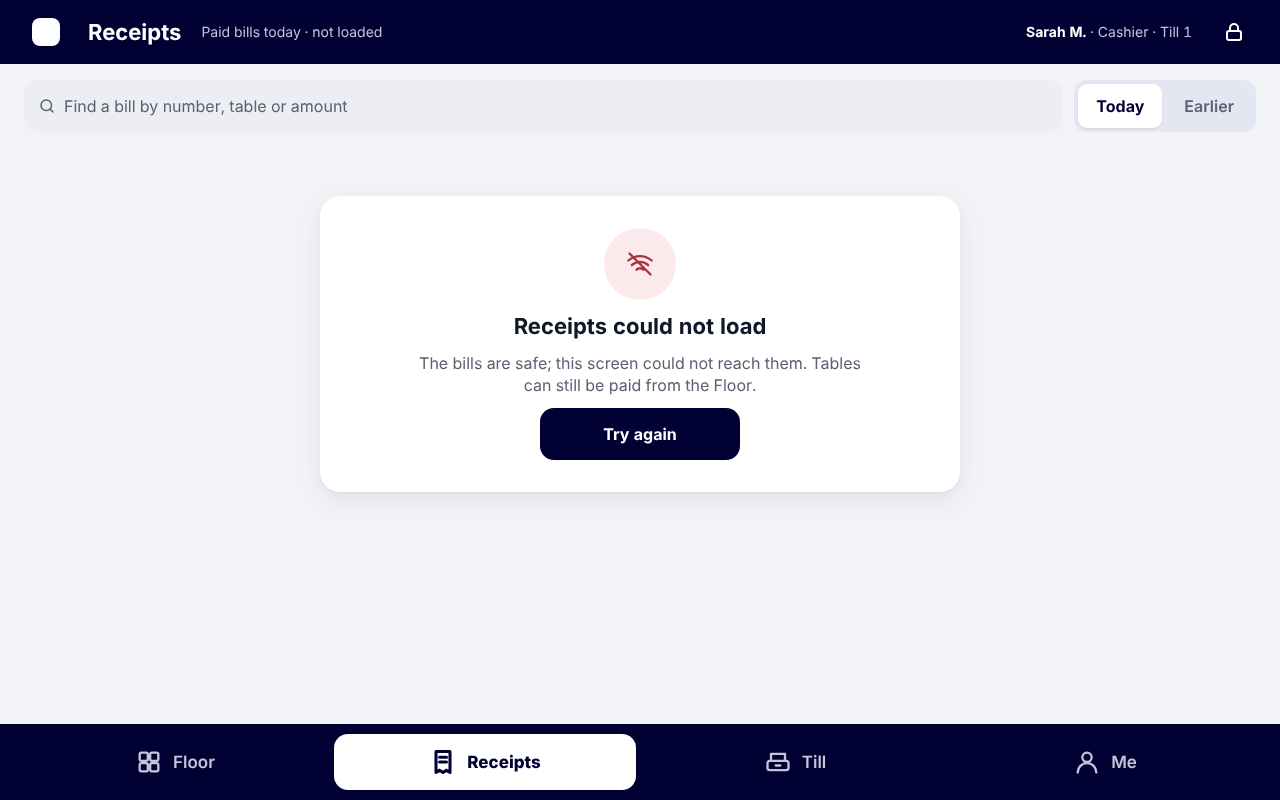 Receipts
Paid bills today · not loaded
Sarah M. · Cashier · Till 1
Find a bill by number, table or amount
Today
Earlier
Receipts could not load
The bills are safe; this screen could not reach them. Tables
can still be paid from the Floor.
Try again
Floor
Receipts
Till
Me